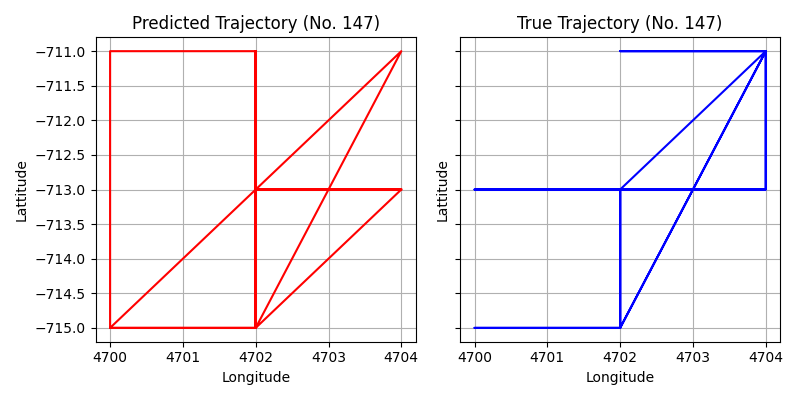 Predicted Trajectory (No. 147)
True Trajectory (No. 147)
−711.0
−711.5
−712.0
−712.5
−713.0
−713.5
−714.0
−714.5
−715.0
Lattitude
Lattitude
4700 4701 4702 4703 4704
4700 4701 4702 4703 4704
Longitude
Longitude